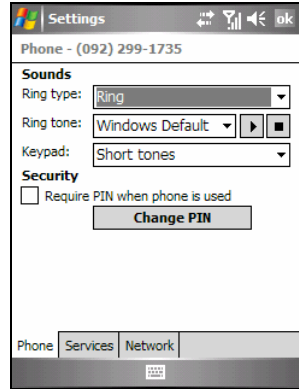 Settings ok
Phone - (092) 299-1735
Sounds
Ring type: Ring
Ring tone: Windows Default
Keypad: Short tones
Security
Require PIN when phone is used
Change PIN
Phone Services Network